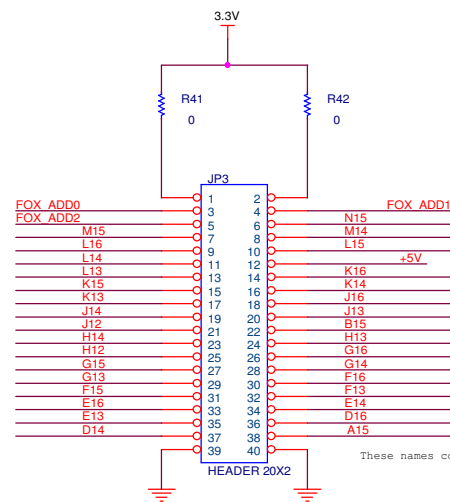 3.3V
R41
R42
0
0
JP3
1 2
FOX_ADD0 3 4 FOX_ADD1
FOX_ADD2 5 6 N15
M15 7 8 M14
L16 9 10 L15
L14 11 12 +5V
L13 13 14 K16
K15 15 16 K14
K13 17 18 J16
J14 19 20 J13
J12 21 22 B15
H14 23 24 H13
H12 25 26 G16
G15 27 28 G14
G13 29 30 F16
F15 31 32 F13
E16 33 34 E14
E13 35 36 D16
D14 37 38 A15
39 40
These names co
HEADER 20X2